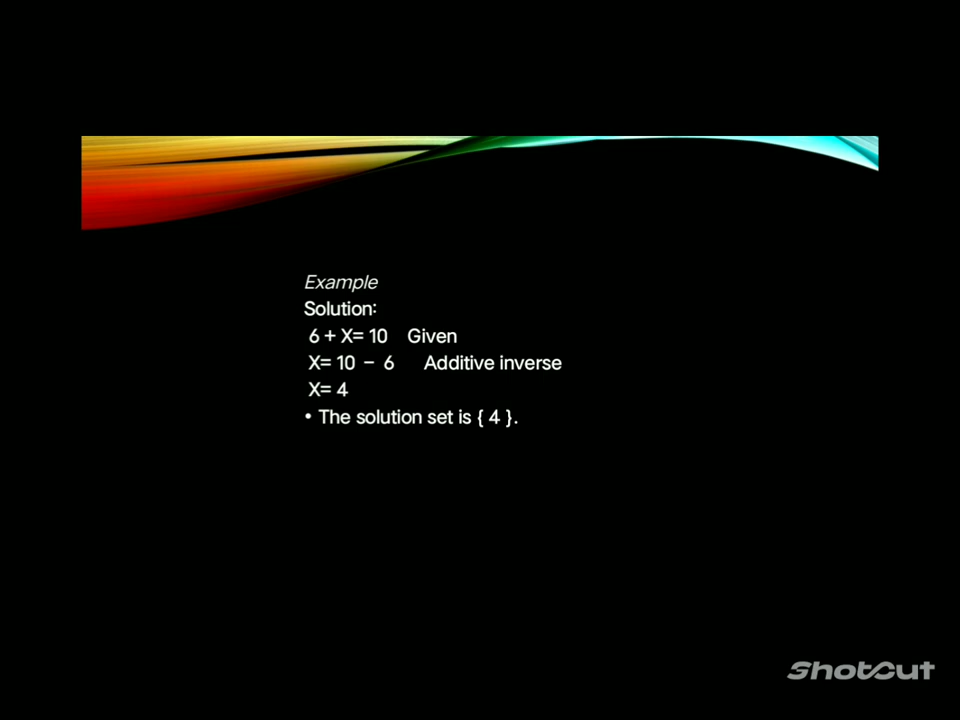 Example
Solution:
6 + X= 10 Given
X= 10 − 6 Additive inverse
X= 4
• The solution set is { 4 }.
ShotCut